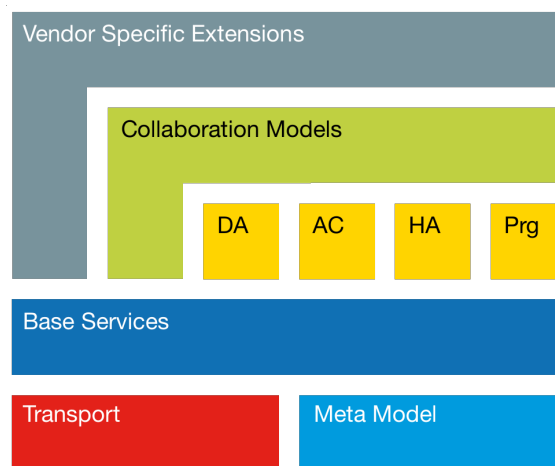 Vendor Specific Extensions
Collaboration Models
DA AC HA Prg
Base Services
Transport Meta Model